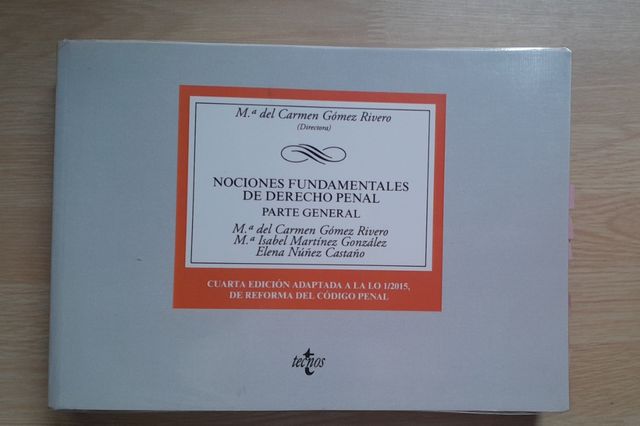 M.ª del Carmen Gómez Rivero
(Directora)
NOCIONES FUNDAMENTALES
DE DERECHO PENAL
PARTE GENERAL
M.ª del Carmen Gómez Rivero
M.ª Isabel Martínez González
Elena Núñez Castaño
CUARTA EDICIÓN ADAPTADA A LA LO 1/2015,
DE REFORMA DEL CÓDIGO PENAL
tecnos